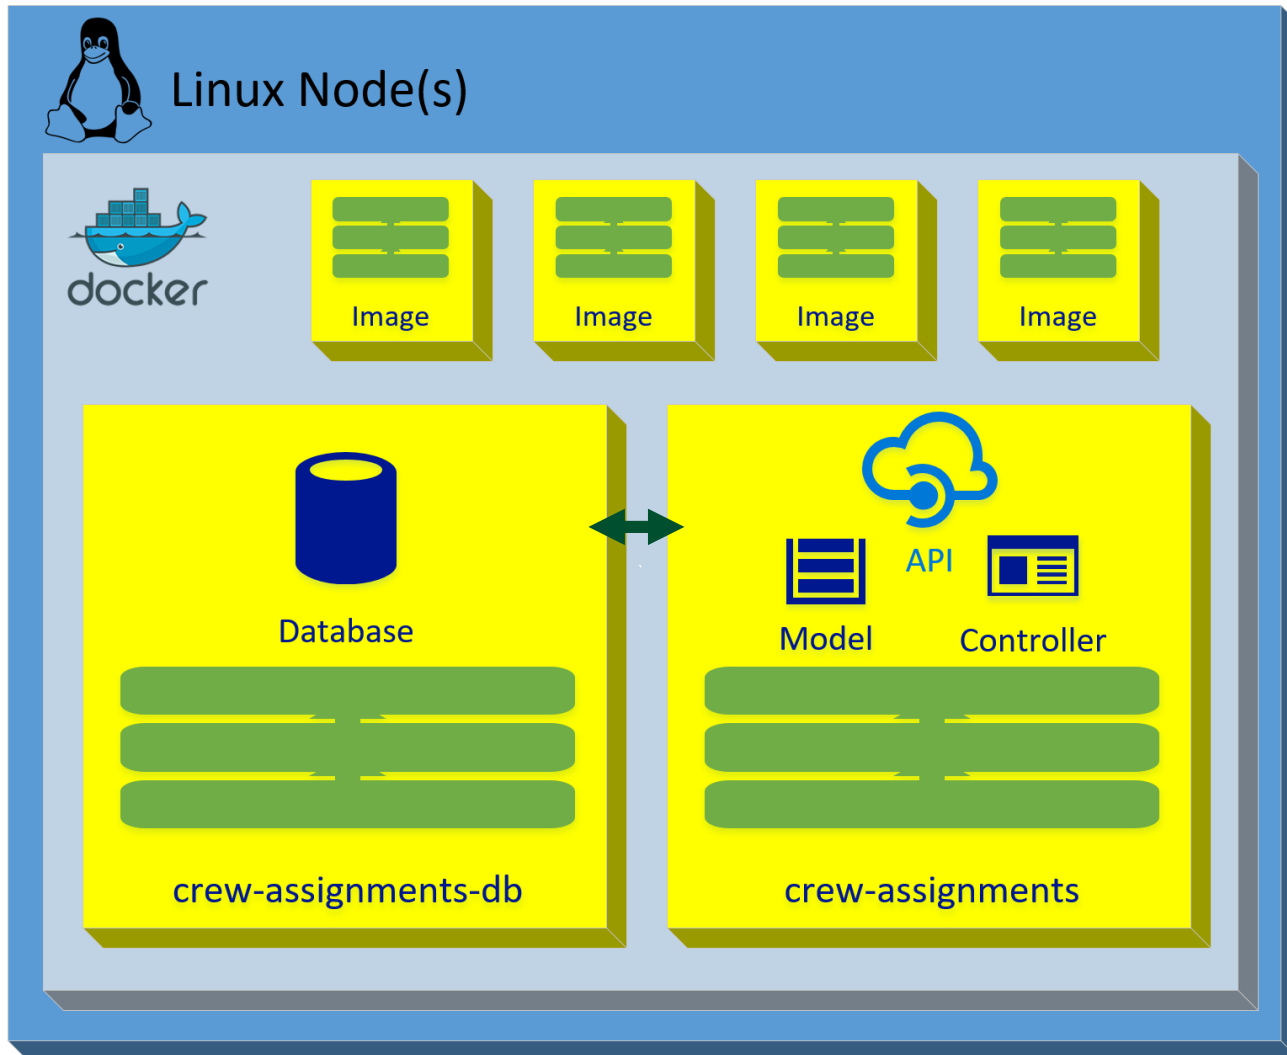 Linux Node(s)
docker
Image
Image
Image
Image
API
Database
Model
Controller
crew-assignments-db
crew-assignments